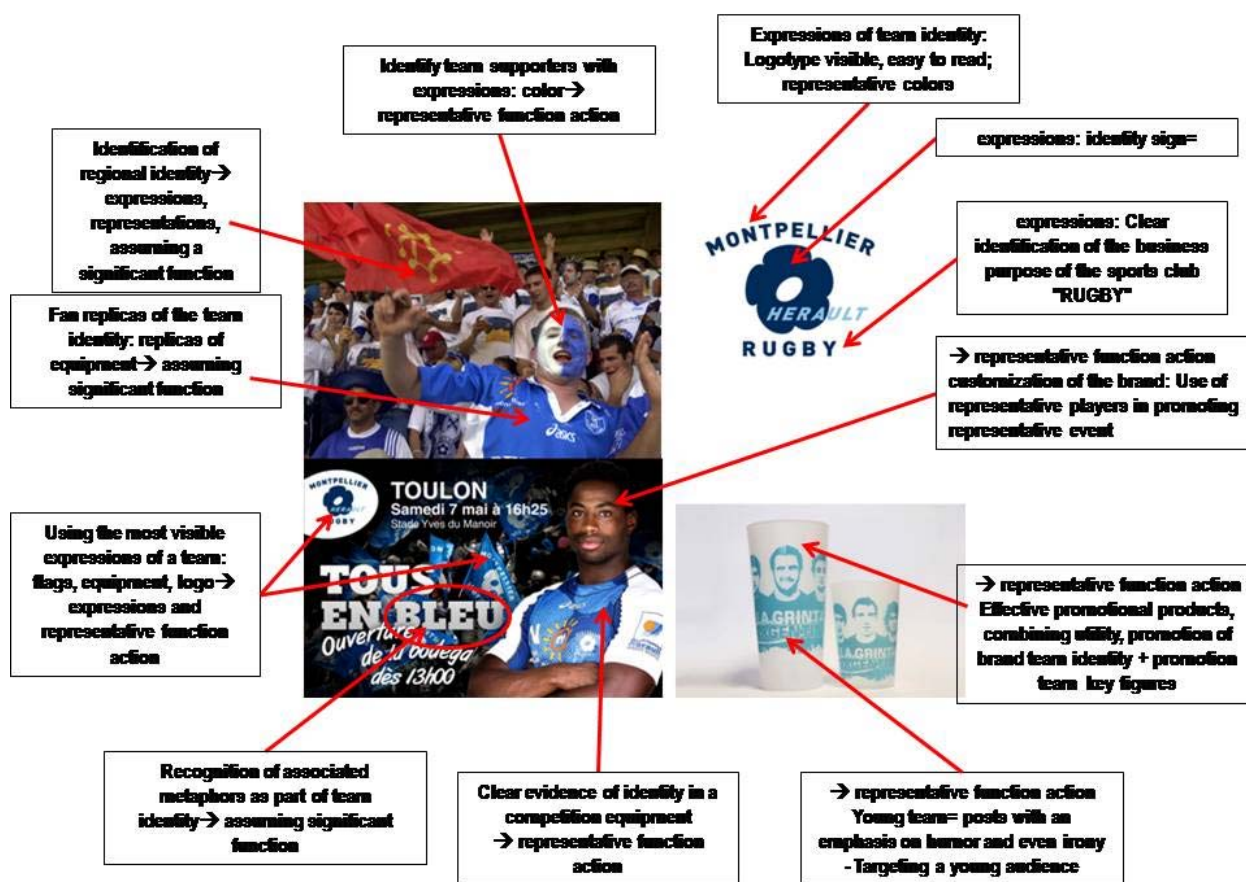 Expressions of team identity:
Logotype visible, easy to read;
representative colors
Identify team supporters with
expressions: color→
representative function action
expressions: identity sign=
Identification of
regional identity→
expressions,
representations,
assuming a
significant function
expressions: Clear
identification of the business
purpose of the sports club
"RUGBY"
MONTPELLIER
HERAULT
RUGBY
Fan replicas of the team
identity: replicas of
equipment→ assuming
significant function
asics
→ representative function action
customization of the brand: Use of
representative players in promoting
representative event
MONTPELLIER
HERAULT
RUGBY
TOULON
Samedi 7 mai à 16h25
Stade Yves du Manoir
TOUS
EN BLEU
Ouverture
de la bodega
dès 13h00
Using the most visible
expressions of a team:
flags, equipment, logo→
expressions and
representative function
action
→ representative function action
Effective promotional products,
combining utility, promotion of
brand team identity + promotion
team key figures
Recognition of associated
metaphors as part of team
identity→ assuming significant
function
Clear evidence of identity in a
competition equipment
→ representative function
action
→ representative function action
Young team= posts with an
emphasis on humor and even irony
- Targeting a young audience